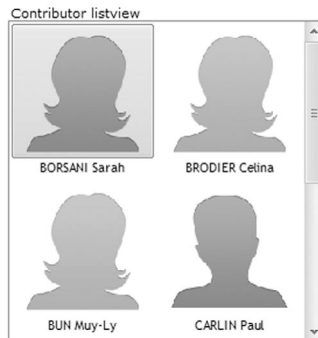 Contributor listview
BORSANI Sarah
BRODIER Celina
BUN Muy-Ly
CARLIN Paul